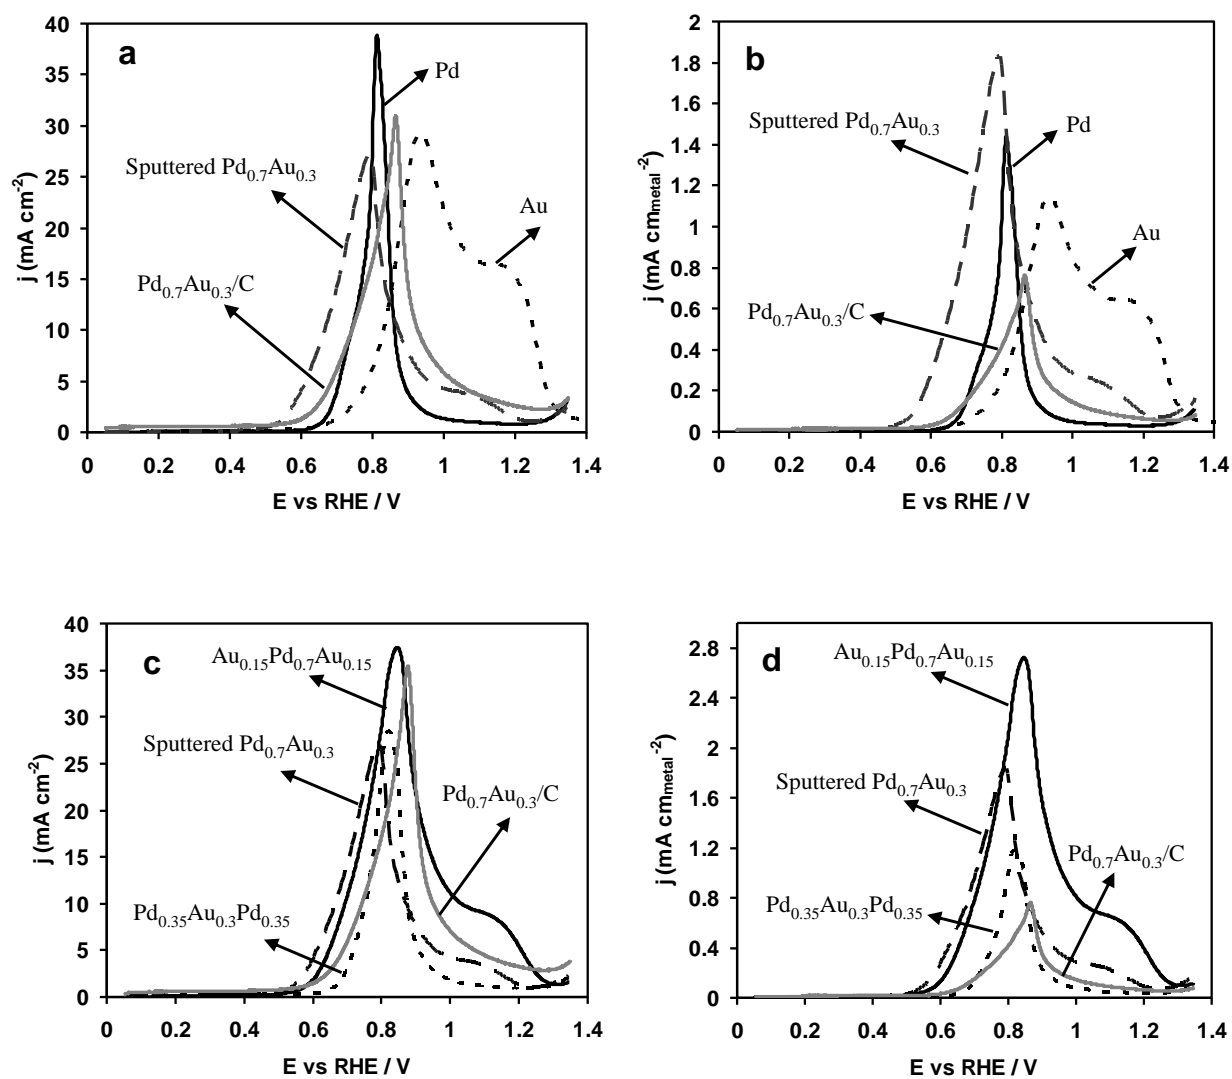 a
j (mA cm-2)
40
35
30
25
20
15
10
5
0
Pd
Sputtered Pd0.7Au0.3
Au
Pd0.7Au0.3/C
0 0.2 0.4 0.6 0.8 1 1.2 1.4
E vs RHE / V
b
j (mA cmmetal-2)
2
1.8
1.6
1.4
1.2
1
0.8
0.6
0.4
0.2
0
Sputtered Pd0.7Au0.3
Pd
Au
Pd0.7Au0.3/C
0 0.2 0.4 0.6 0.8 1 1.2 1.4
E vs RHE / V
c
j (mA cm-2)
40
35
30
25
20
15
10
5
0
Au0.15Pd0.7Au0.15
Sputtered Pd0.7Au0.3
Pd0.7Au0.3/C
Pd0.35Au0.3Pd0.35
0 0.2 0.4 0.6 0.8 1 1.2 1.4
E vs RHE / V
d
j (mA cmmetal-2)
2.8
2.4
2
1.6
1.2
0.8
0.4
0
Au0.15Pd0.7Au0.15
Sputtered Pd0.7Au0.3
Pd0.7Au0.3/C
Pd0.35Au0.3Pd0.35
0 0.2 0.4 0.6 0.8 1 1.2 1.4
E vs RHE / V